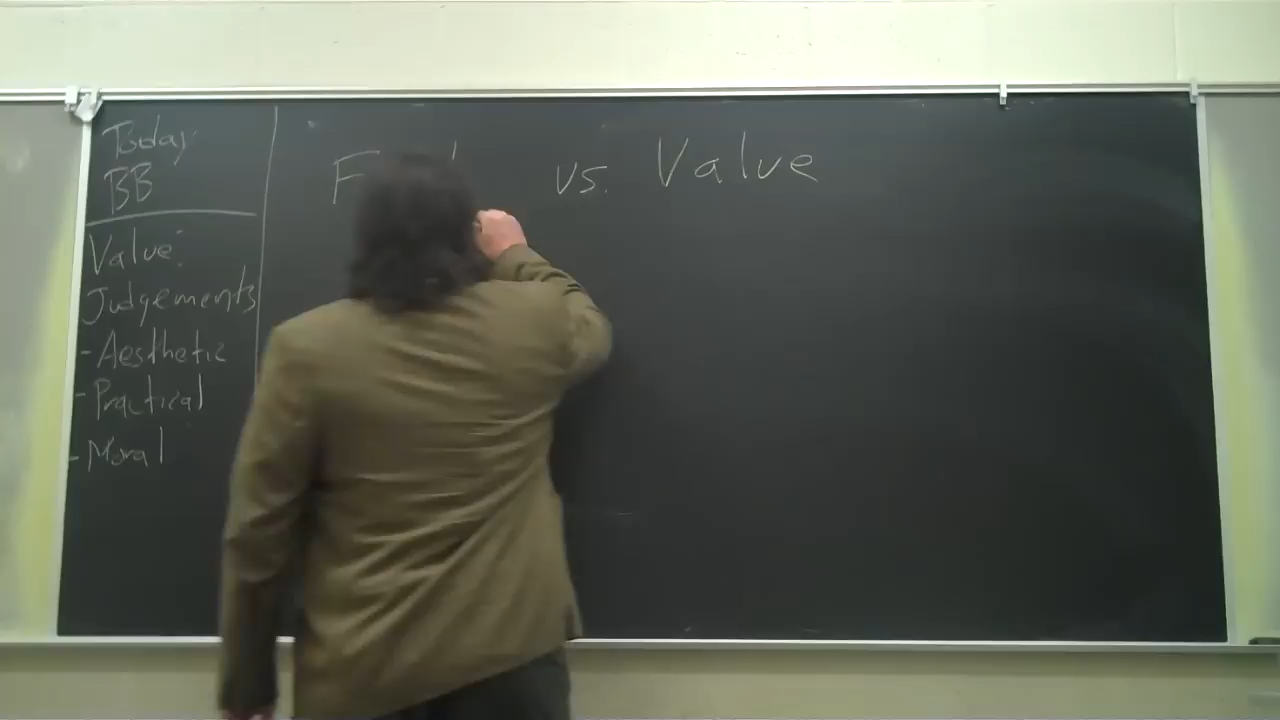 Today:
BB
Value:
Judgements
-Aesthetic
-Practical
-Moral
vs. Value